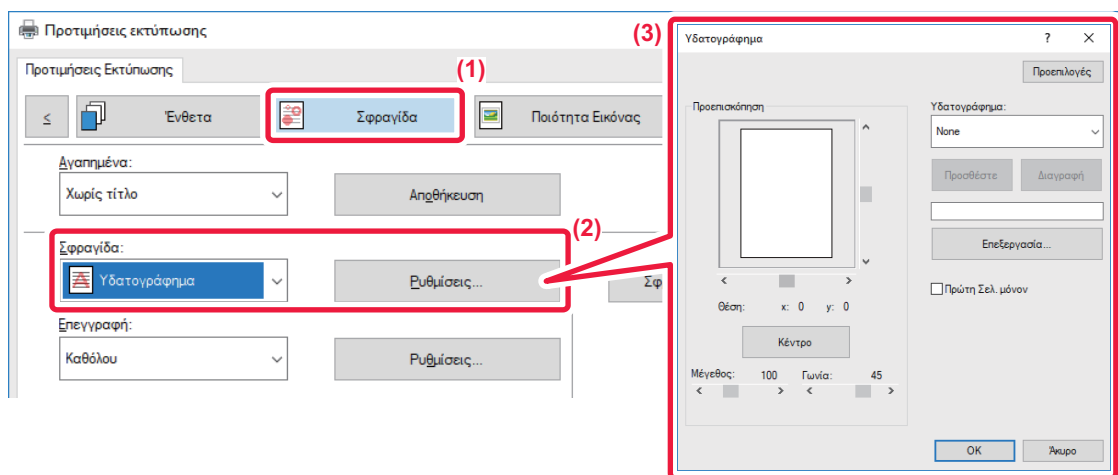 Προτιμήσεις εκτύπωσης
Προτιμήσεις Εκτύπωσης
(1)
<
Ένθετα
Σφραγίδα
Ποιότητα Εικόνας
Αγαπημένα:
Χωρίς τίτλο
Αποθήκευση
(2)
Σφραγίδα:
Υδατογράφημα
Ρυθμίσεις...
Σφ
Επεγγραφή:
Καθόλου
Ρυθμίσεις...
(3)
Υδατογράφημα
?
Προεπιλογές
Προεπισκόπηση
Υδατογράφημα:
None
Προσθέστε
Διαγραφή
Επεξεργασία...
Πρώτη Σελ. μόνον
Θέση: x: 0 y: 0
Κέντρο
Μέγεθος: 100 Γωνία: 45
OK
Άκυρο